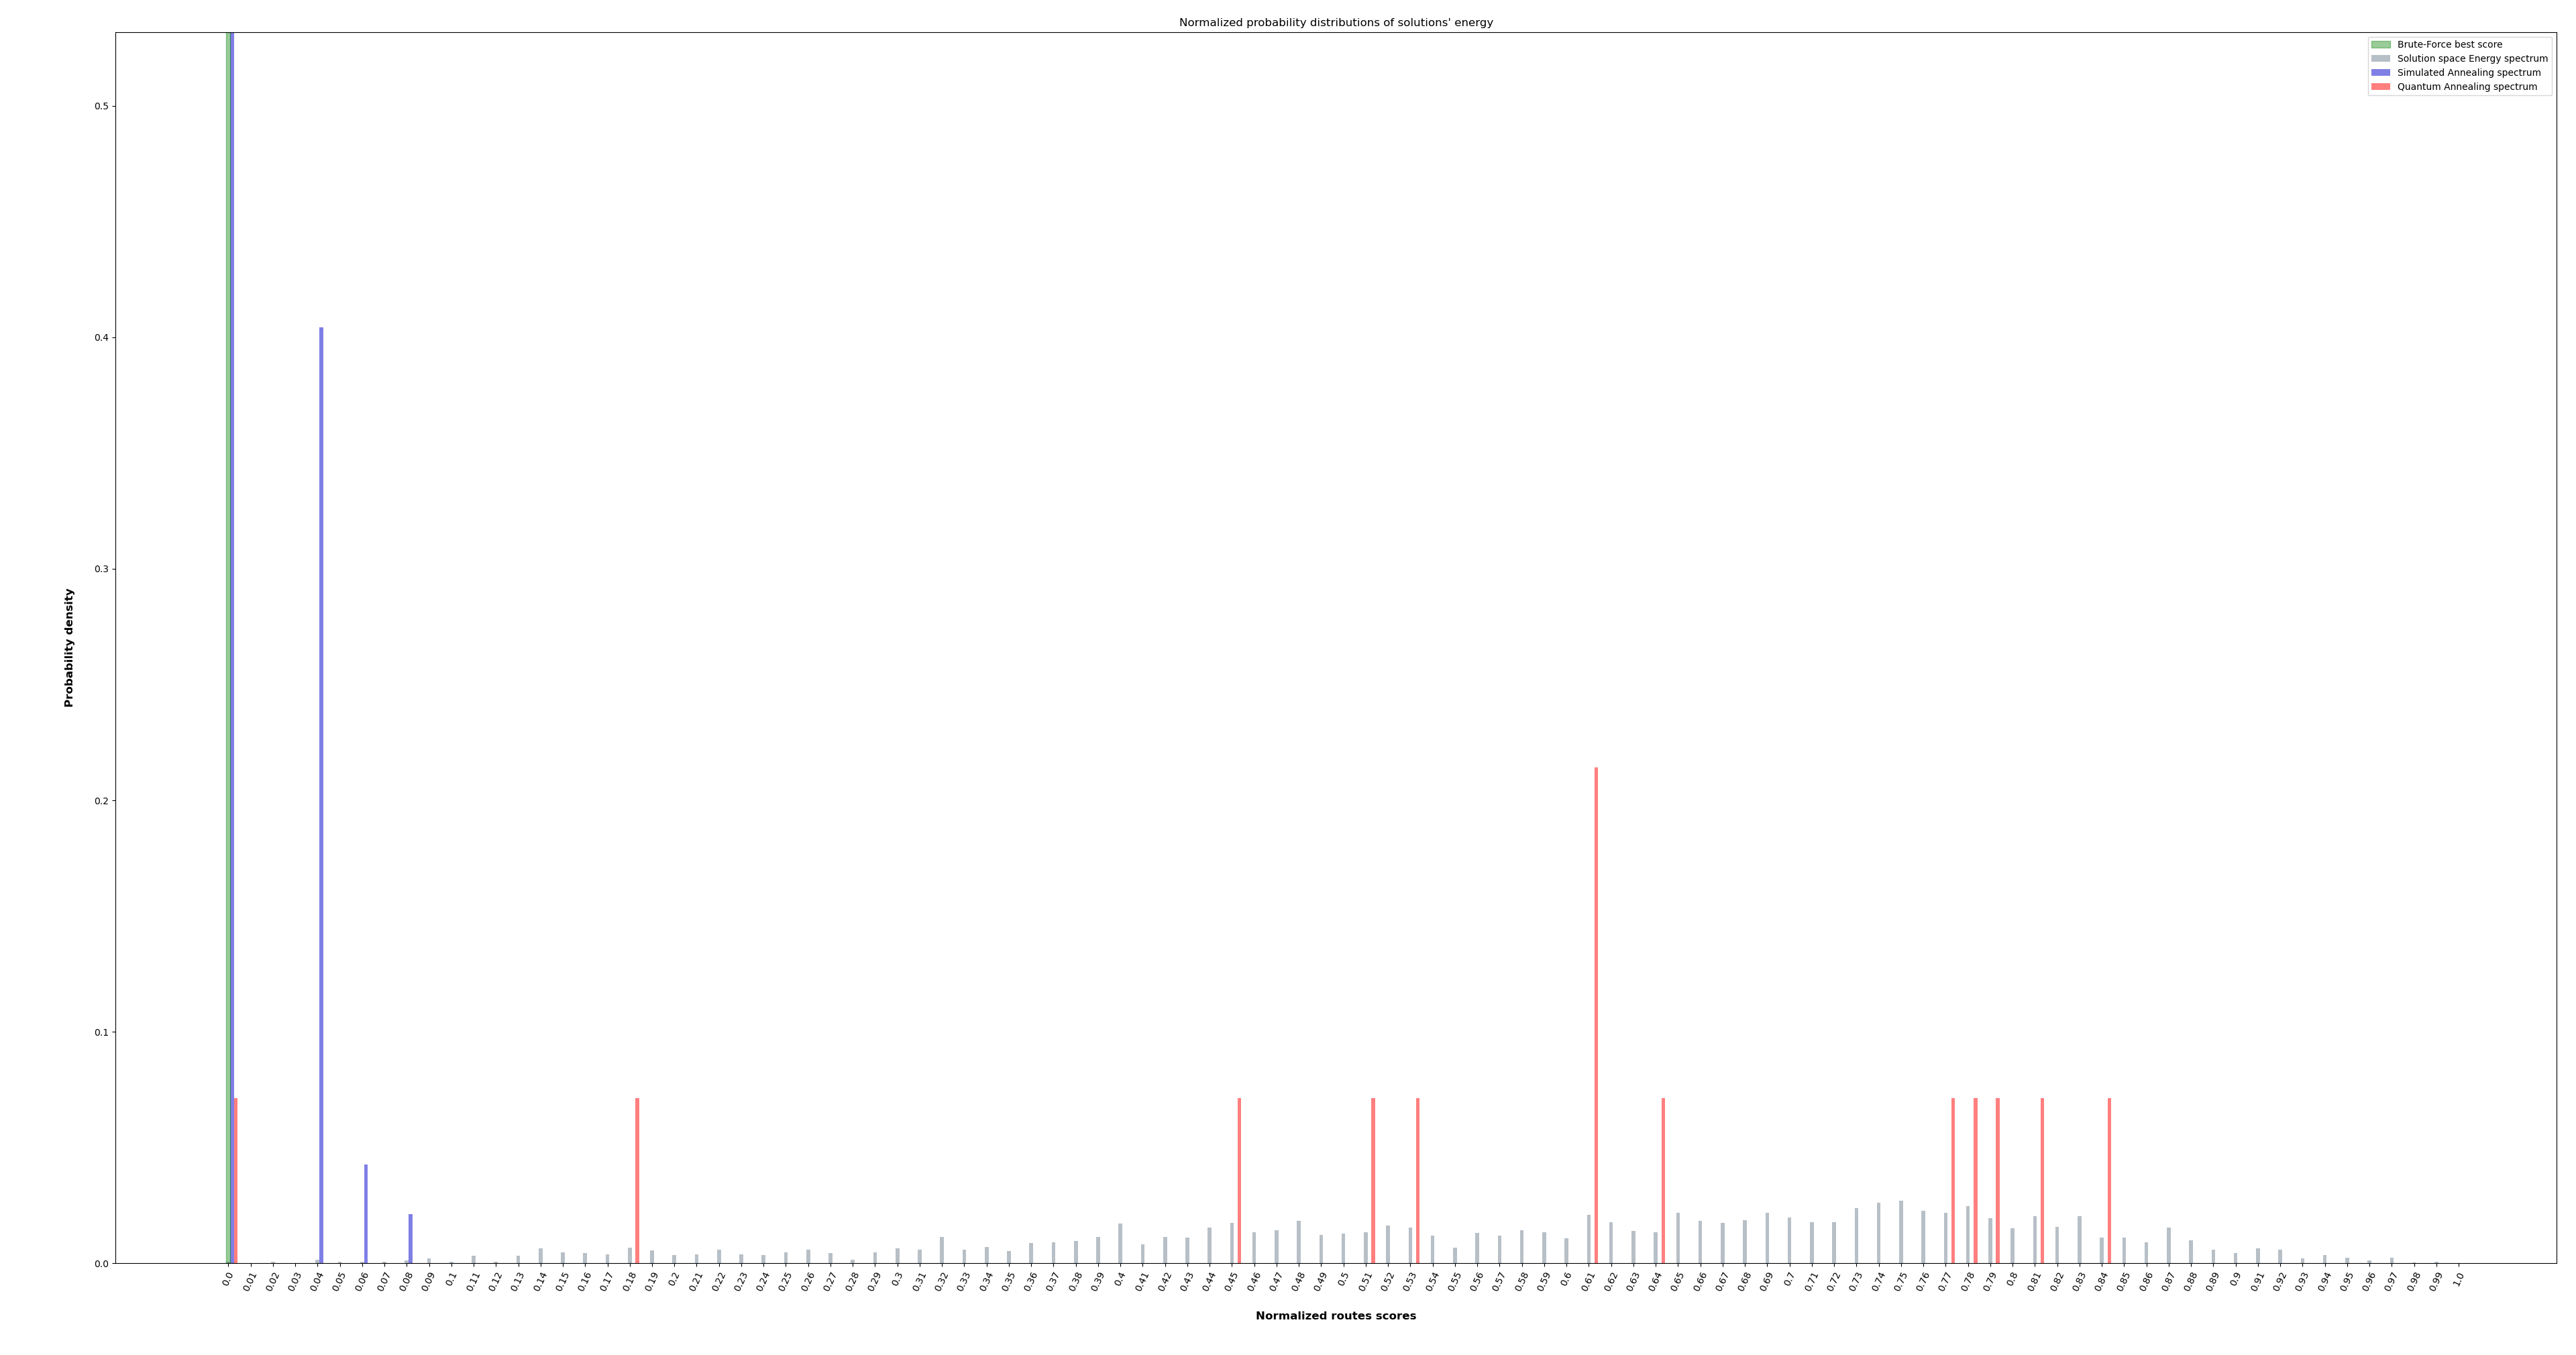 Normalized probability distributions of solutions' energy
Brute-Force best score
Solution space Energy spectrum
Simulated Annealing spectrum
Quantum Annealing spectrum
0.5
0.4
0.3
0.2
0.1
0.0
Probability density
0.0 0.01 0.02 0.03 0.04 0.05 0.06 0.07 0.08 0.09 0.1 0.11 0.12 0.13 0.14 0.15 0.16 0.17 0.18 0.19 0.2 0.21 0.22 0.23 0.24 0.25 0.26 0.27 0.28 0.29 0.3 0.31 0.32 0.33 0.34 0.35 0.36 0.37 0.38 0.39 0.4 0.41 0.42 0.43 0.44 0.45 0.46 0.47 0.48 0.49 0.5 0.51 0.52 0.53 0.54 0.55 0.56 0.57 0.58 0.59 0.6 0.61 0.62 0.63 0.64 0.65 0.66 0.67 0.68 0.69 0.7 0.71 0.72 0.73 0.74 0.75 0.76 0.77 0.78 0.79 0.8 0.81 0.82 0.83 0.84 0.85 0.86 0.87 0.88 0.89 0.9 0.91 0.92 0.93 0.94 0.95 0.96 0.97 0.98 0.99 1.0
Normalized routes scores